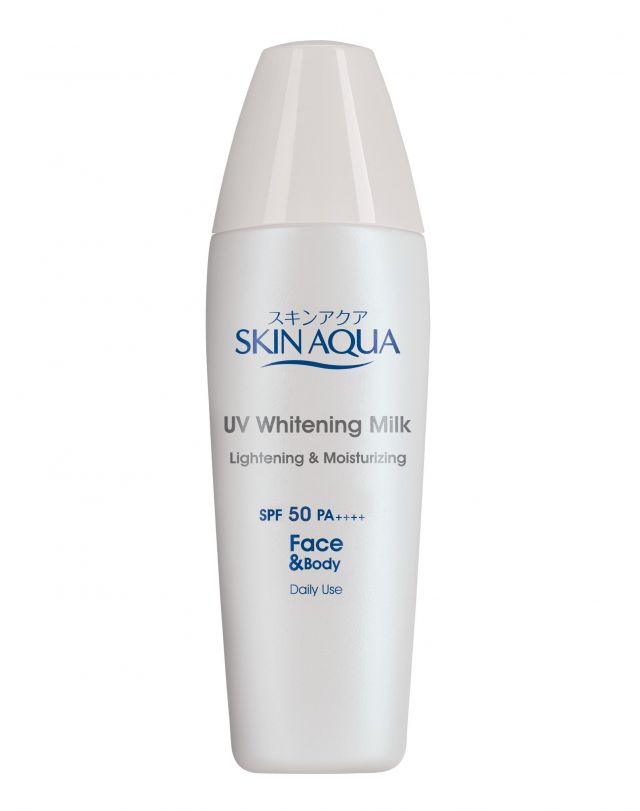 スキンアクア
SKIN AQUA
UV Whitening Milk
Lightening & Moisturizing
SPF 50 PA++++
Face
&Body
Daily Use